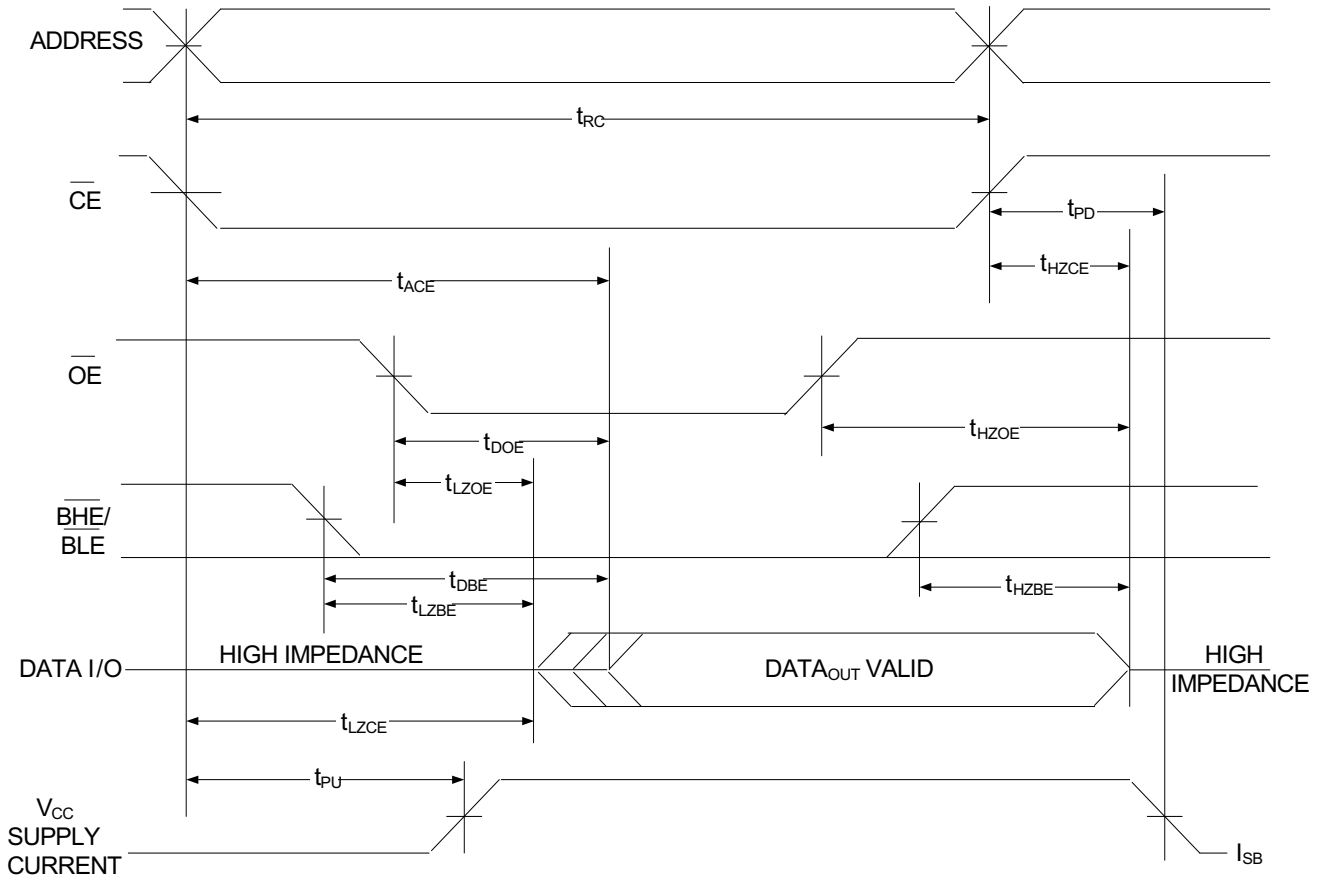 ADDRESS
tRC
CE
tPD
tHZCE
tACE
OE
tHZOE
tDOE
tLZOE
BHE/
BLE
tDBE
tHZBE
tLZBE
DATA I/O
HIGH IMPEDANCE
DATAOUT VALID
HIGH
IMPEDANCE
tLZCE
tPU
VCC
SUPPLY
CURRENT
ISB